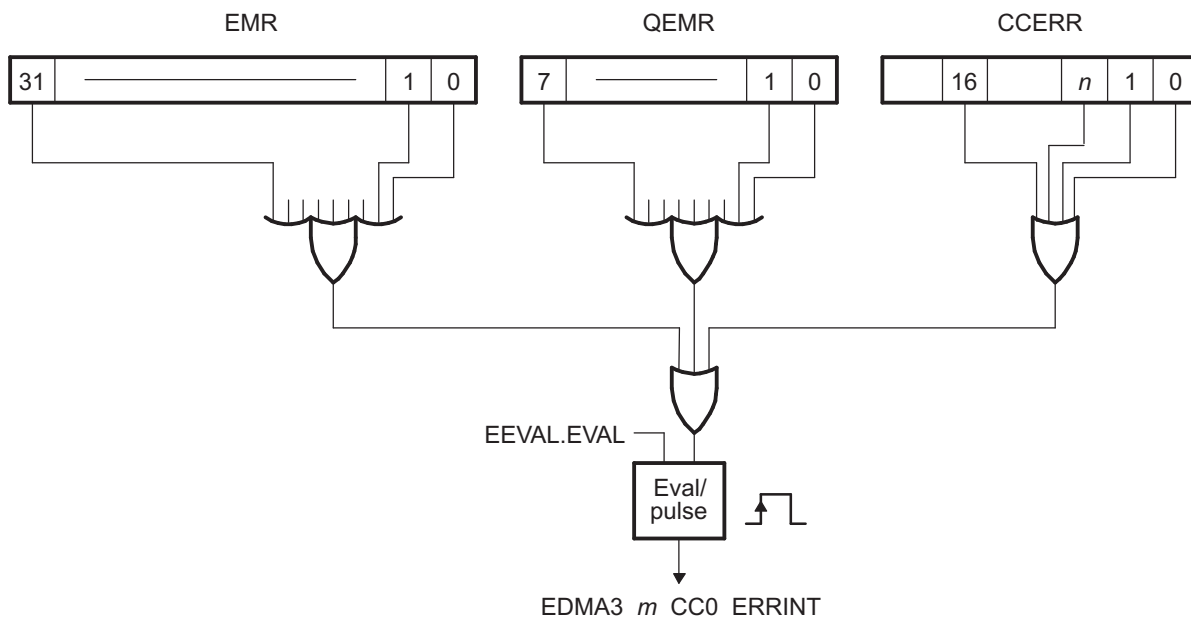 EMR QEMR CCERR
31 1 0 7 1 0 16 n 1 0
EEVAL.EVAL
Eval/
pulse
EDMA3 m CC0 ERRINT